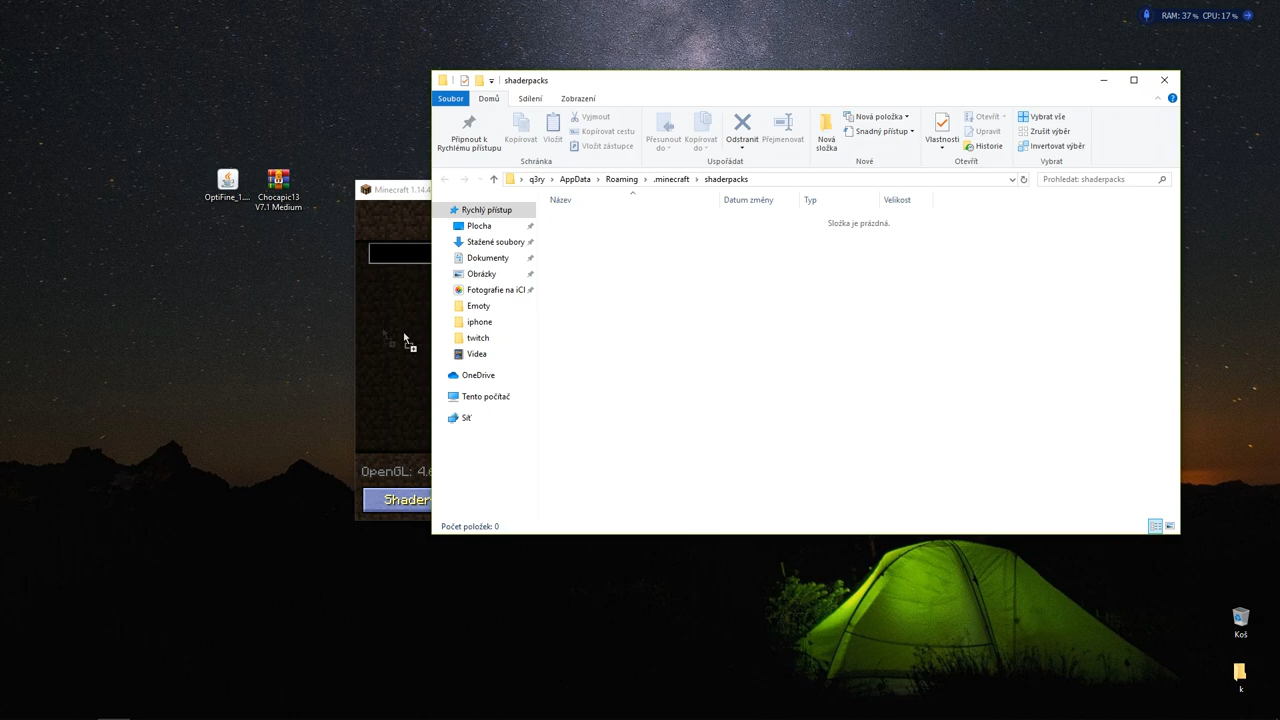 RAM: 37 % CPU: 17 %
shaderpacks
Soubor
Domů
Sdílení
Zobrazení
Připnout k
Rychlému přístupu
Kopírovat
Vložit
Vyjmout
Kopírovat cestu
Vložit zástupce
Schránka
Přesunout
do
Kopírovat
do
Odstranit
Přejmenovat
Uspořádat
Nová
složka
Nová položka
Snadný přístup
Nové
Vlastnosti
Otevřít
Upravit
Historie
Otevřít
Vybrat vše
Zrušit výběr
Invertovat výběr
Vybrat
q3ry > AppData > Roaming > .minecraft > shaderpacks
Prohledat: shaderpacks
OptiFine_1....
Chocapic13
V7.1 Medium
Minecraft 1.14.4
OpenGL: 4.
Shader
Název
Datum změny
Typ
Velikost
Složka je prázdná.
Rychlý přístup
Plocha
Stažené soubory
Dokumenty
Obrázky
Fotografie na iCl
Emoty
iphone
twitch
Videa
OneDrive
Tento počítač
Síť
Počet položek: 0
Koš
k